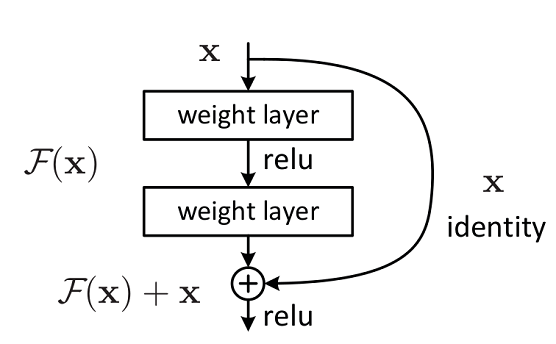 x
weight layer
relu
F(x)
weight layer
x
identity
F(x) + x
relu